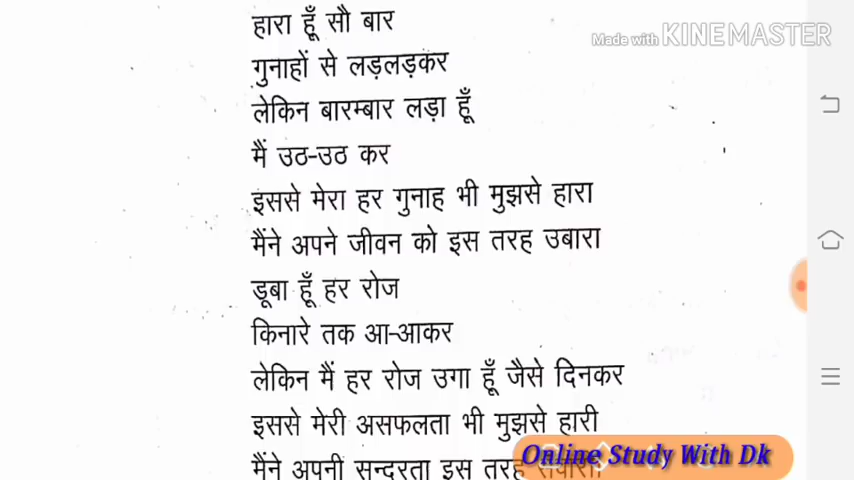 हारा हूँ सौ बार
Made with KINEMASTER
गुनाहों से लड़लड़कर
लेकिन बारम्बार लड़ा हूँ
मैं उठ-उठ कर
इससे मेरा हर गुनाह भी मुझसे हारा
मैंने अपने जीवन को इस तरह उबारा
डूबा हूँ हर रोज
किनारे तक आ-आकर
लेकिन मैं हर रोज उगा हूँ जैसे दिनकर
इससे मेरी असफलता भी मुझसे हारी
मैंने अपनी सुन्दरता इस तरह
Online Study With Dk